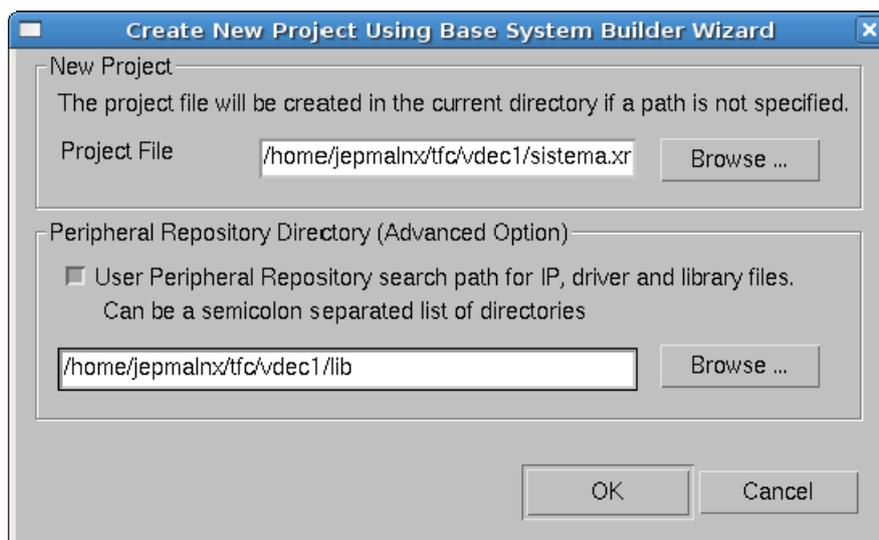 Create New Project Using Base System Builder Wizard
New Project
The project file will be created in the current directory if a path is not specified.
Project File
/home/jepmalnx/tfc/vdec1/sistema.xr
Browse ...
Peripheral Repository Directory (Advanced Option)
User Peripheral Repository search path for IP, driver and library files.
Can be a semicolon separated list of directories
/home/jepmalnx/tfc/vdec1/lib
Browse ...
OK
Cancel